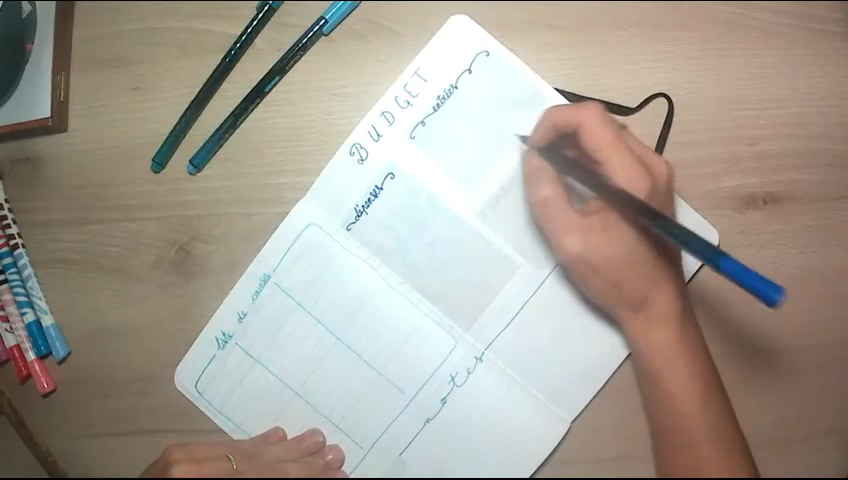 BUDGET
entrées
dépenses
liste de courses
notes